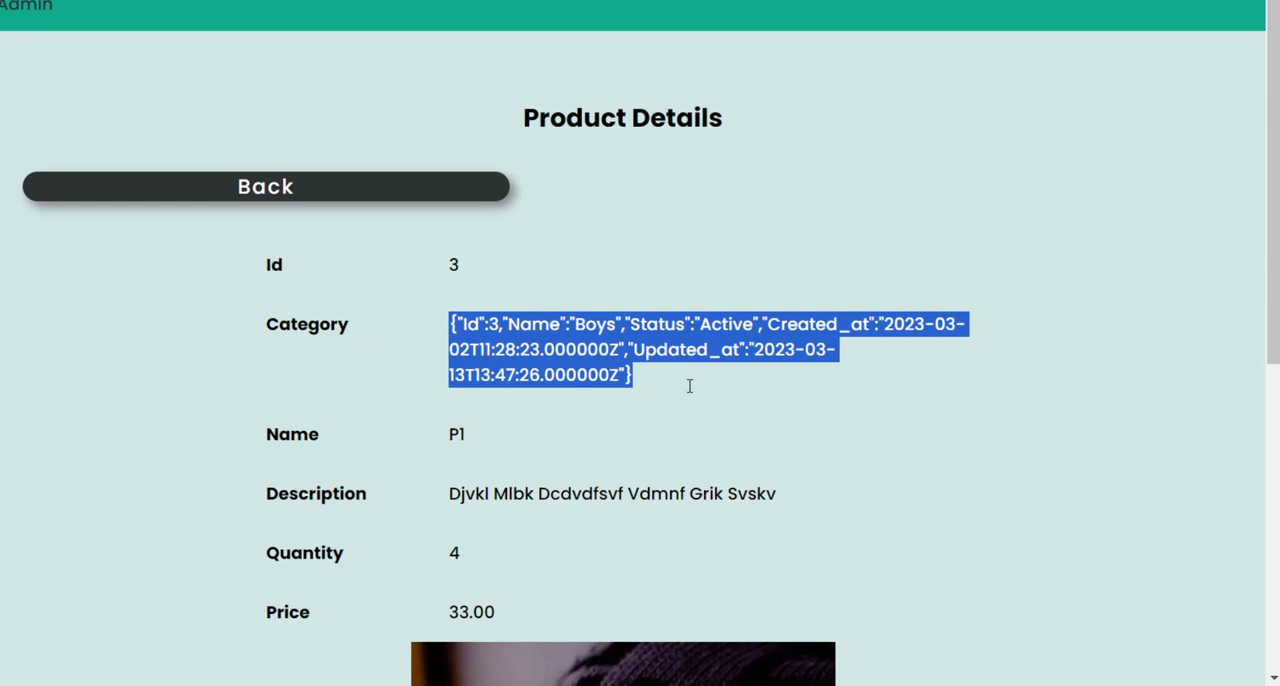 Admin
Product Details
Back
Id 3
Category {"Id":3,"Name":"Boys","Status":"Active","Created_at":"2023-03-
02T11:28:23.000000Z","Updated_at":"2023-03-
13T13:47:26.000000Z"}
Name P1
Description Djvkl Mlbk Dcdvdfsvf Vdmnf Grik Svskv
Quantity 4
Price 33.00